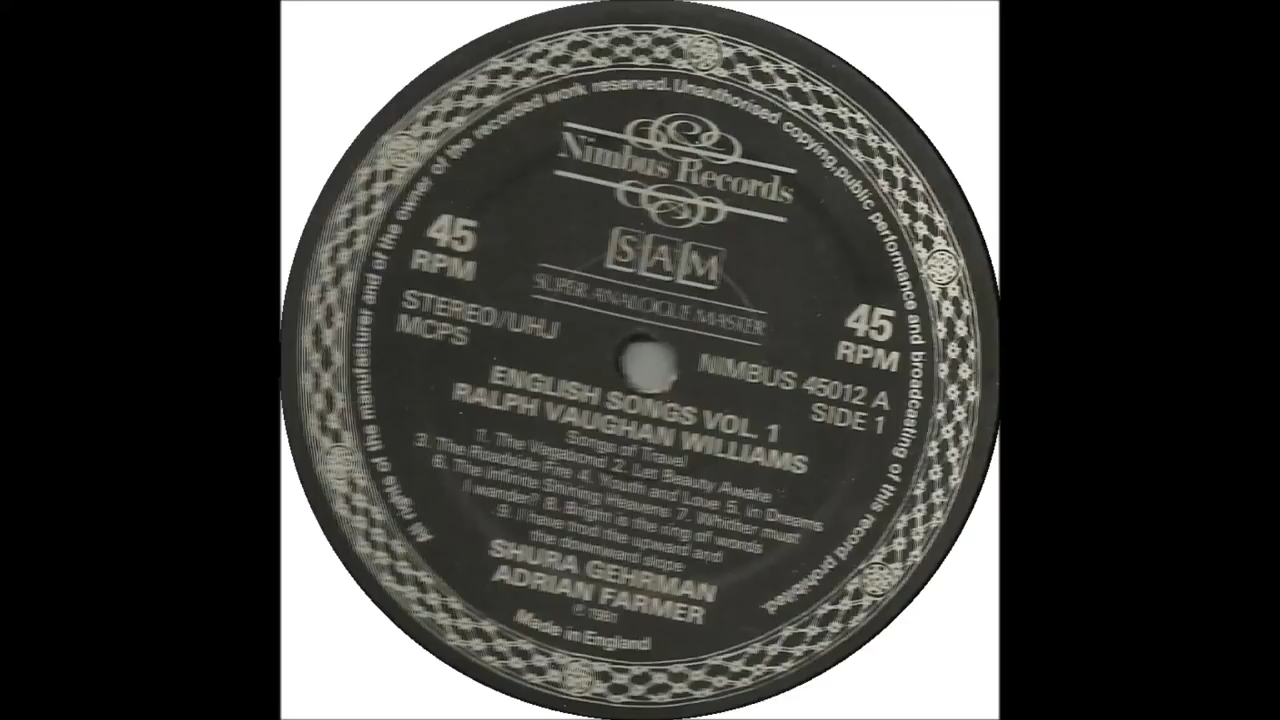 All rights of the manufacturer and of the owner of the recorded work reserved. Unauthorised copying, public performance and broadcasting of this record prohibited.
Nimbus Records
SAM
SUPER ANALOGUE MASTER
45
RPM
45
RPM
STEREO/UHJ
MCPS
NIMBUS 45012 A
SIDE 1
ENGLISH SONGS VOL. 1
RALPH VAUGHAN WILLIAMS
Songs of Travel
1. The Vagabond 2. Let Beauty Awake
3. The Roadside Fire 4. Youth and Love 5. In Dreams
6. The Infinite Shining Heavens 7. Whither must
I wander? 8. Bright is the ring of words
9. I have trod the upward and
the downward slope
SHURA GEHRMAN
ADRIAN FARMER
℗ 1981
Made in England